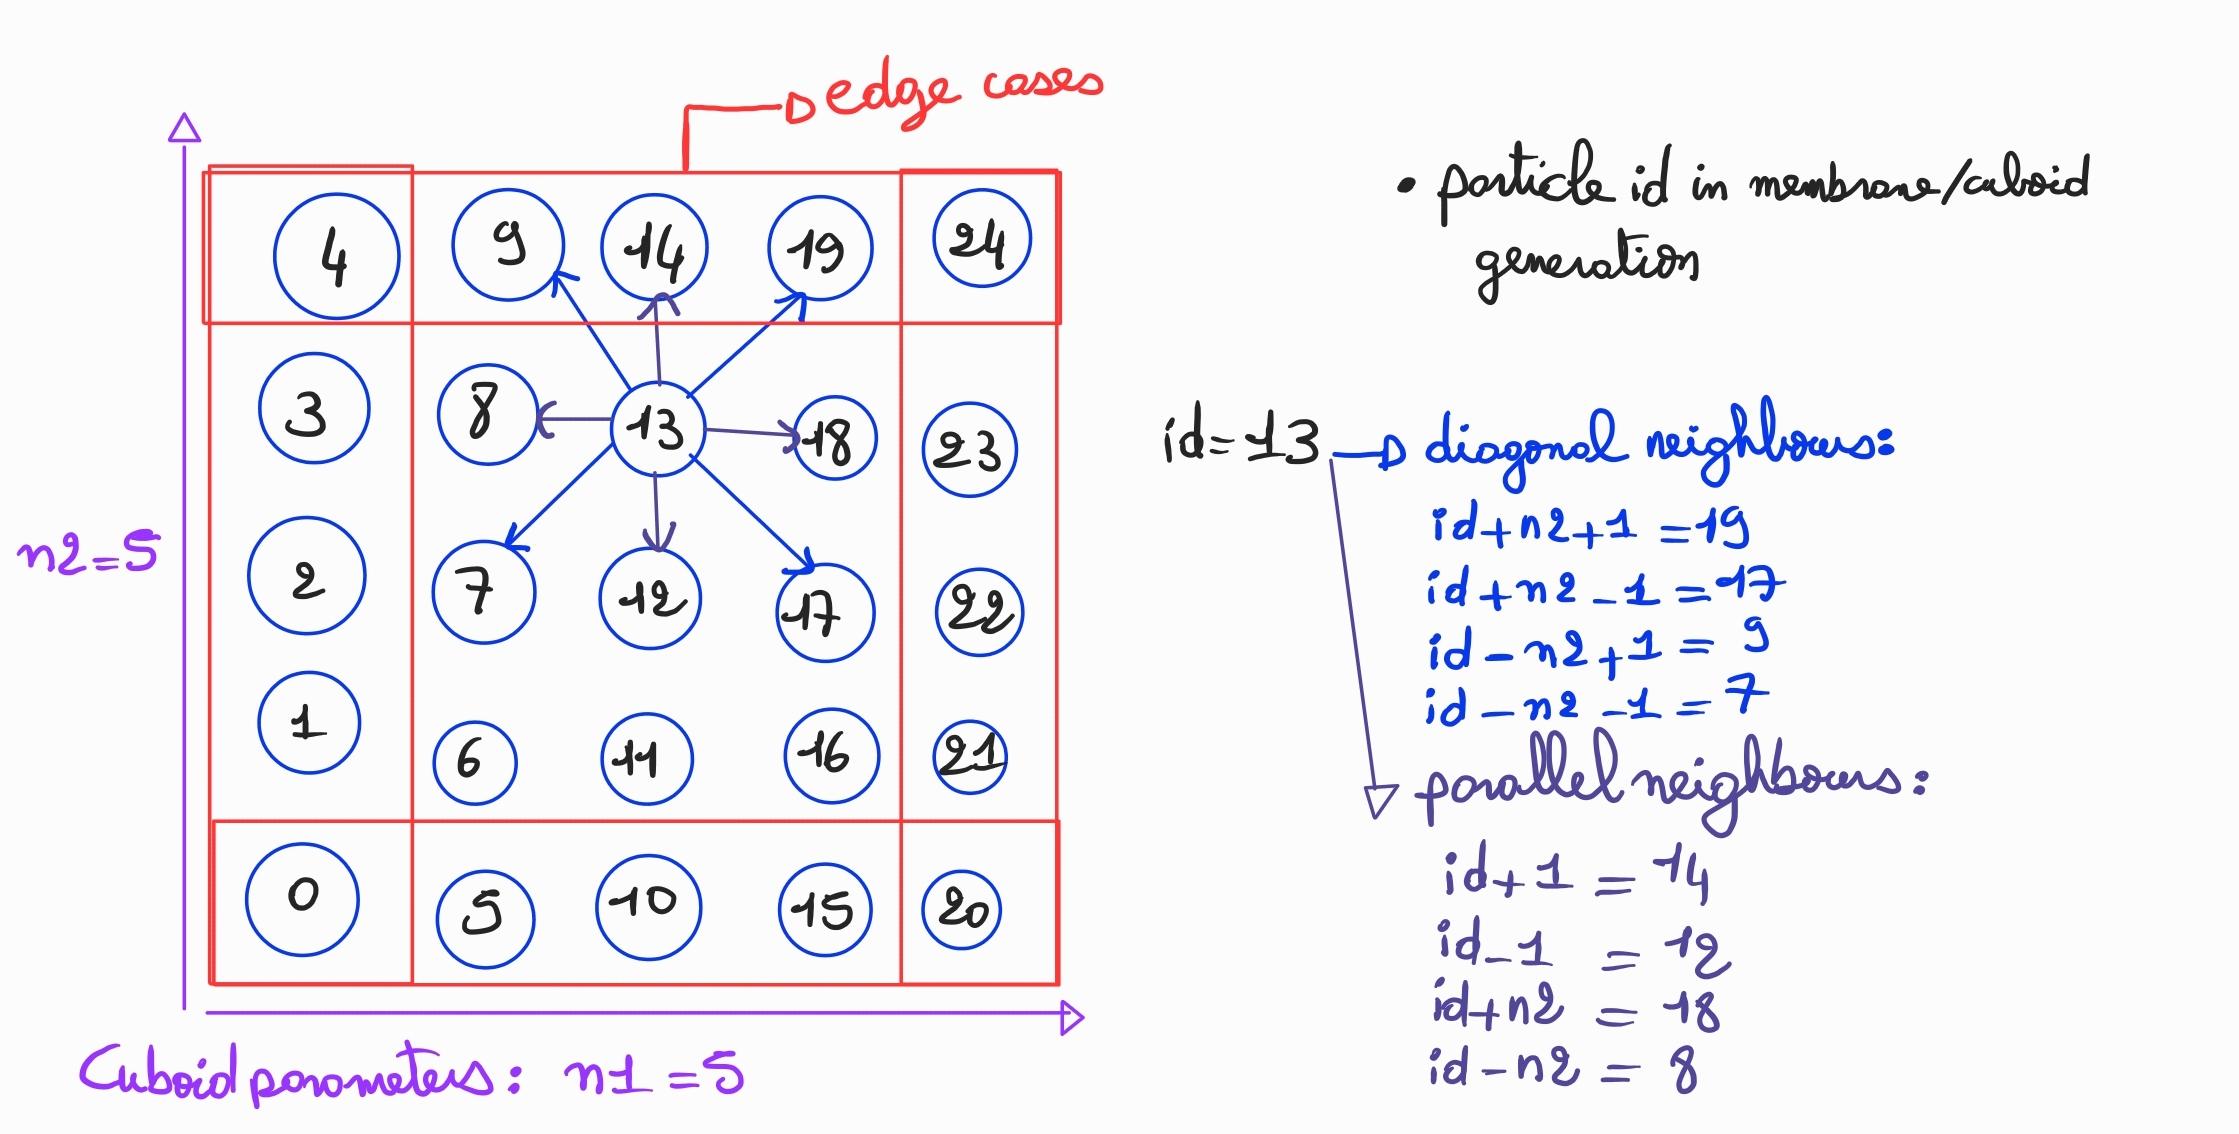 edge cases
4 9 14 19 24
3 8 13 18 23
n2=5
2 7 12 17 22
1 6 11 16 21
0 5 10 15 20
Cuboid parameters: n1=5
• particle id in membrane/cuboid
generation
id=13 diagonal neighbours:
id+n2+1 =19
id+n2-1 =17
id-n2+1 = 9
id-n2-1 = 7
parallel neighbours:
id+1 = 14
id-1 = 12
id+n2 = 18
id-n2 = 8